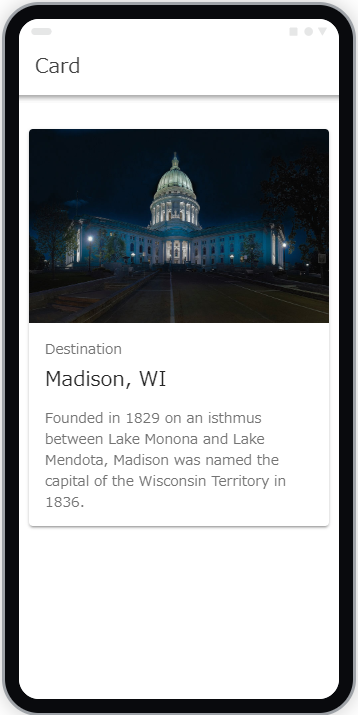 Card
Destination
Madison, WI
Founded in 1829 on an isthmus
between Lake Monona and Lake
Mendota, Madison was named the
capital of the Wisconsin Territory in
1836.